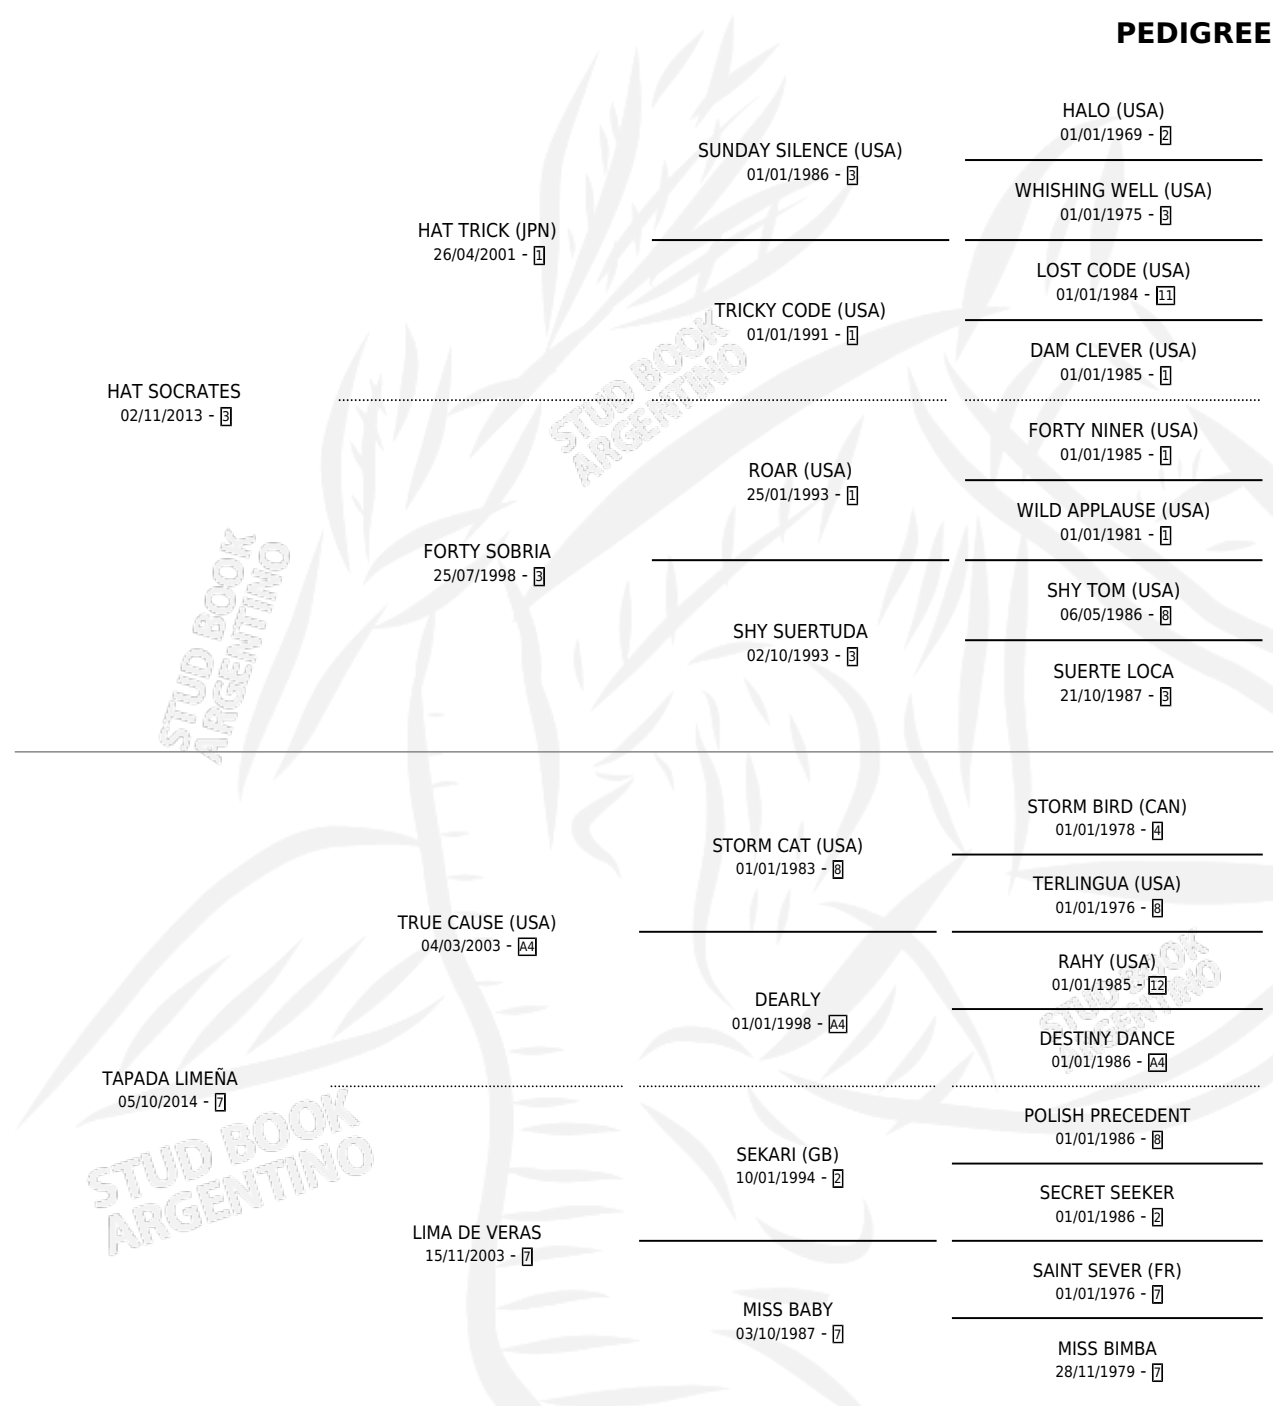 PEDIGREE
HALO (USA)
01/01/1969 - 2
SUNDAY SILENCE (USA)
01/01/1986 - 3
WHISHING WELL (USA)
01/01/1975 - 3
HAT TRICK (JPN)
26/04/2001 - 1
LOST CODE (USA)
01/01/1984 - 11
TRICKY CODE (USA)
01/01/1991 - 1
DAM CLEVER (USA)
01/01/1985 - 1
HAT SOCRATES
02/11/2013 - 3
FORTY NINER (USA)
01/01/1985 - 1
ROAR (USA)
25/01/1993 - 1
WILD APPLAUSE (USA)
01/01/1981 - 1
FORTY SOBRIA
25/07/1998 - 3
SHY TOM (USA)
06/05/1986 - 8
SHY SUERTUDA
02/10/1993 - 3
SUERTE LOCA
21/10/1987 - 3
STORM BIRD (CAN)
01/01/1978 - 4
STORM CAT (USA)
01/01/1983 - 8
TERLINGUA (USA)
01/01/1976 - 8
TRUE CAUSE (USA)
04/03/2003 - A4
RAHY (USA)
01/01/1985 - 12
DEARLY
01/01/1998 - A4
DESTINY DANCE
01/01/1986 - A4
TAPADA LIMEÑA
05/10/2014 - 7
POLISH PRECEDENT
01/01/1986 - 8
SEKARI (GB)
10/01/1994 - 2
SECRET SEEKER
01/01/1986 - 2
LIMA DE VERAS
15/11/2003 - 7
SAINT SEVER (FR)
01/01/1976 - 7
MISS BABY
03/10/1987 - 7
MISS BIMBA
28/11/1979 - 7
STUD BOOK
ARGENTINO
STUD BOOK
ARGENTINO
STUD BOOK
ARGENTINO
STUD BOOK
ARGENTINO